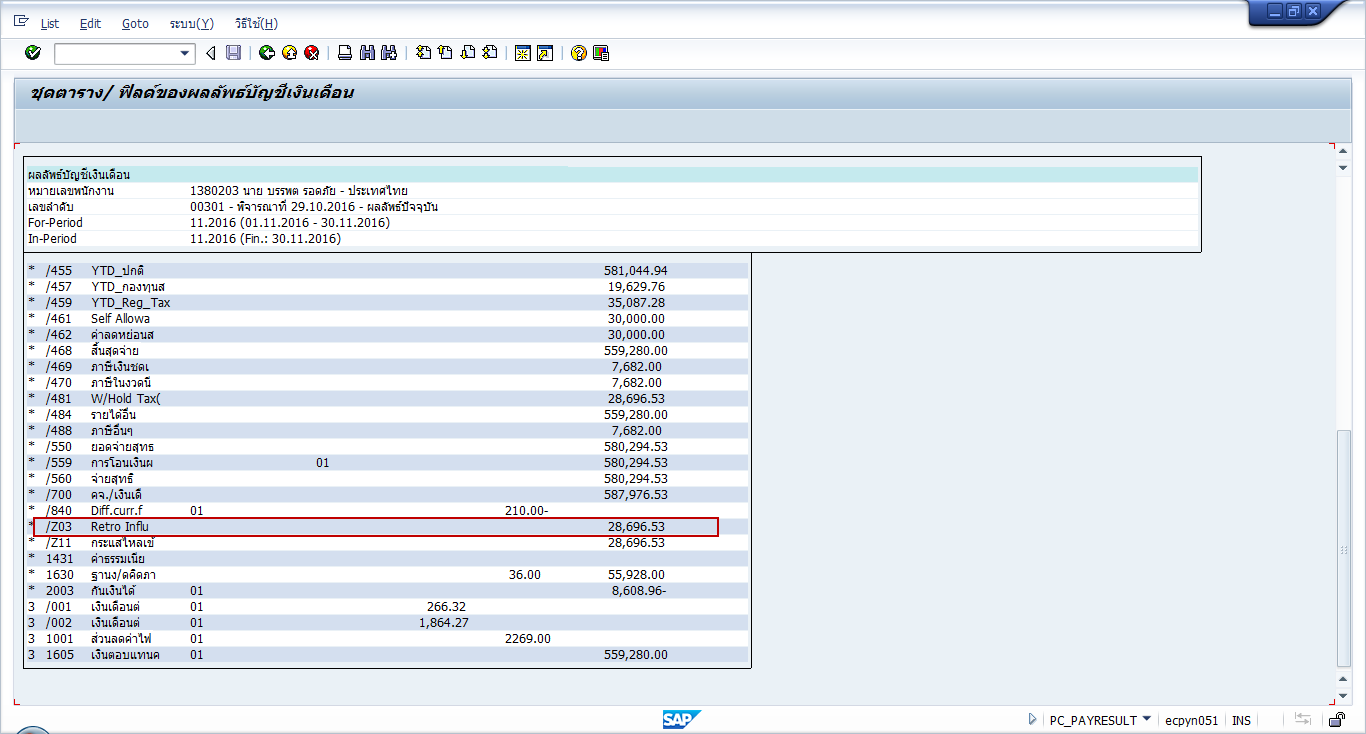 List Edit Goto ระบบ(Y) วิธีใช้(H)
ชุดตาราง/ ฟิลด์ของผลลัพธ์บัญชีเงินเดือน
ผลลัพธ์บัญชีเงินเดือน
หมายเลขพนักงาน 1380203 นาย บรรพต รอดภัย - ประเทศไทย
เลขลำดับ 00301 - พิจารณาที่ 29.10.2016 - ผลลัพธ์ปัจจุบัน
For-Period 11.2016 (01.11.2016 - 30.11.2016)
In-Period 11.2016 (Fin.: 30.11.2016)
* /455 YTD_ปกติ 581,044.94
* /457 YTD_กองทุนส 19,629.76
* /459 YTD_Reg_Tax 35,087.28
* /461 Self Allowa 30,000.00
* /462 ค่าลดหย่อนส 30,000.00
* /468 สิ้นสุดจ่าย 559,280.00
* /469 ภาษีเงินชดเ 7,682.00
* /470 ภาษีในงวดนี้ 7,682.00
* /481 W/Hold Tax( 28,696.53
* /484 รายได้อื่น 559,280.00
* /488 ภาษีอื่นๆ 7,682.00
* /550 ยอดจ่ายสุทธ 580,294.53
* /559 การโอนเงินผ 01 580,294.53
* /560 จ่ายสุทธิ 580,294.53
* /700 คจ./เงินเดื 587,976.53
* /840 Diff.curr.f 01 210.00-
* /Z03 Retro Influ 28,696.53
* /Z11 กระแสไหลเข้ 28,696.53
* 1431 ค่าธรรมเนีย
* 1630 ฐานง/ดคิดภา 36.00 55,928.00
* 2003 กันเงินได้ 01 8,608.96-
3 /001 เงินเดือนต่ 01 266.32
3 /002 เงินเดือนต่ 01 1,864.27
3 1001 ส่วนลดค่าไฟ 01 2269.00
3 1605 เงินตอบแทนค 01 559,280.00
SAP PC_PAYRESULT ecpyn051 INS